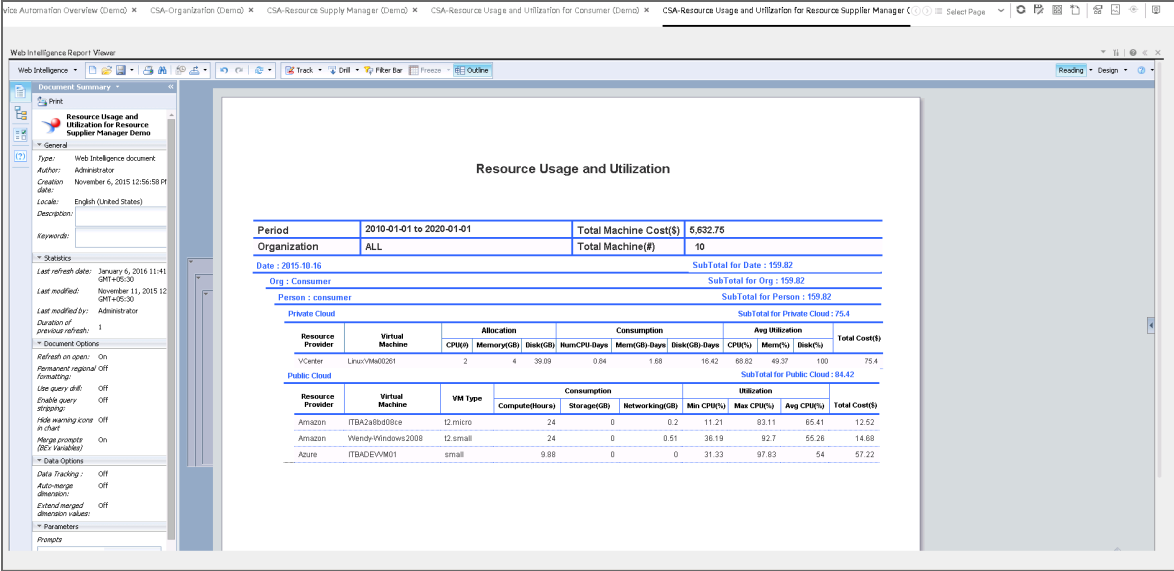 vice Automation Overview (Demo) × CSA-Organization (Demo) × CSA-Resource Supply Manager (Demo) × CSA-Resource Usage and Utilization for Consumer (Demo) × CSA-Resource Usage and Utilization for Resource Supplier Manager ( Select Page
Web Intelligence Report Viewer
Web Intelligence Track Drill Filter Bar Freeze Outline Reading Design
Document Summary
Print
Resource Usage and
Utilization for Resource
Supplier Manager Demo
General
Type: Web Intelligence document
Author: Administrator
Creation date: November 6, 2015 12:56:58 PM
Locale: English (United States)
Description:
Keywords:
Statistics
Last refresh date: January 6, 2016 11:41
GMT+05:30
Last modified: November 11, 2015 12
GMT+05:30
Last modified by: Administrator
Duration of
previous refresh: 1
Document Options
Refresh on open: On
Permanent regional Off
formatting:
Use query drill: Off
Enable query Off
stripping:
Hide warning icons Off
in chart
Merge prompts On
(BEx Variables)
Data Options
Data Tracking : Off
Auto-merge Off
dimension:
Extend merged Off
dimension values:
Parameters
Prompts
Resource Usage and Utilization
Period 2010-01-01 to 2020-01-01 Total Machine Cost($) 5,632.75
Organization ALL Total Machine(#) 10
Date : 2015-10-16 SubTotal for Date : 159.82
Org : Consumer SubTotal for Org : 159.82
Person : consumer SubTotal for Person : 159.82
Private Cloud SubTotal for Private Cloud : 75.4
Resource Provider Virtual Machine Allocation Consumption Avg Utilization Total Cost($)
CPU(#) Memory(GB) Disk(GB) NumCPU-Days Mem(GB)-Days Disk(GB)-Days CPU(%) Mem(%) Disk(%)
VCenter LinuxVMa00261 2 4 39.09 0.84 1.68 16.42 68.82 49.37 100 75.4
Public Cloud SubTotal for Public Cloud : 84.42
Resource Provider Virtual Machine VM Type Consumption Utilization Total Cost($)
Compute(Hours) Storage(GB) Networking(GB) Min CPU(%) Max CPU(%) Avg CPU(%)
Amazon ITBA2a8bd08ce t2.micro 24 0 0.2 11.21 83.11 65.41 12.52
Amazon Wendy-Windows2008 t2.small 24 0 0.51 36.19 92.7 55.26 14.68
Azure ITBADEVVM01 small 9.88 0 0 31.33 97.83 54 57.22